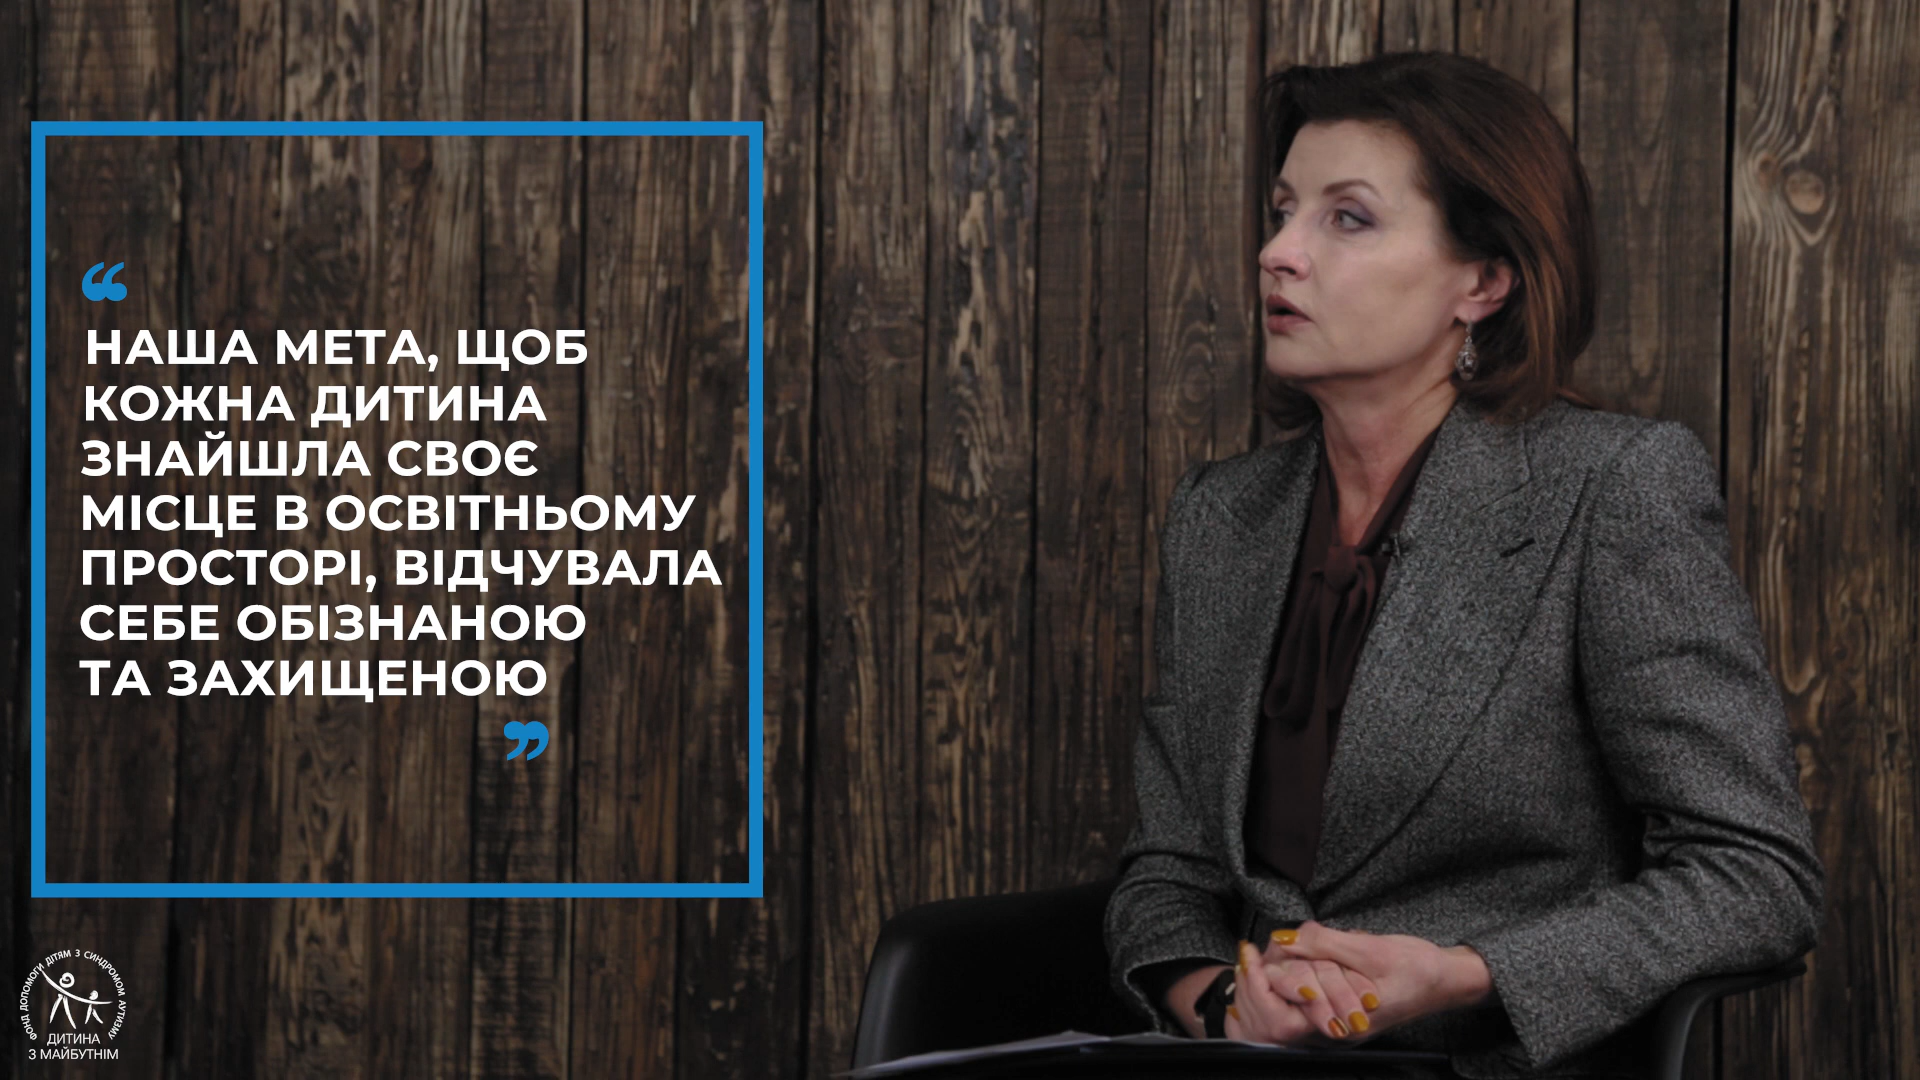 “
НАША МЕТА, ЩОБ
КОЖНА ДИТИНА
ЗНАЙШЛА СВОЄ
МІСЦЕ В ОСВІТНЬОМУ
ПРОСТОРІ, ВІДЧУВАЛА
СЕБЕ ОБІЗНАНОЮ
ТА ЗАХИЩЕНОЮ
”
ФОНД ДОПОМОГИ ДІТЯМ З СИНДРОМОМ АУТИЗМУ
ДИТИНА
З МАЙБУТНІМ